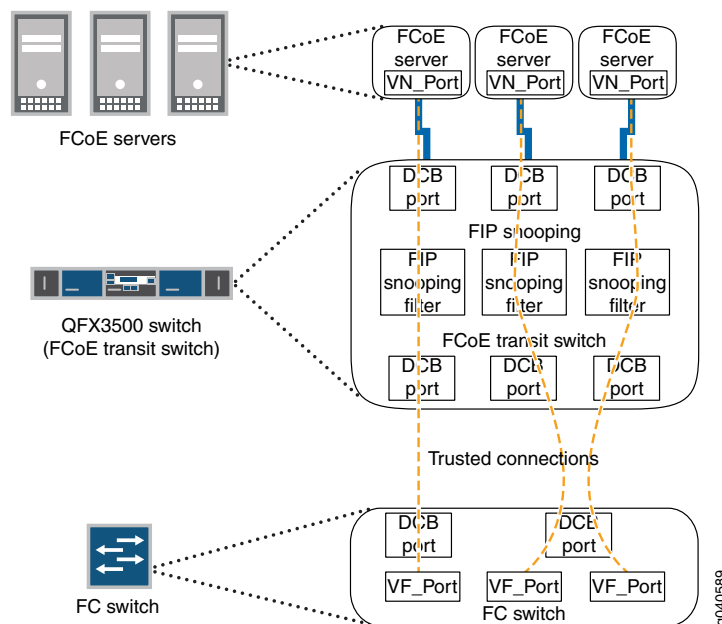 FCoE FCoE FCoE
server server server
VN_Port VN_Port VN_Port
FCoE servers
DCB DCB DCB
port port port
FIP snooping
FIP FIP FIP
snooping snooping snooping
filter filter filter
QFX3500 switch
(FCoE transit switch)
FCoE transit switch
DCB DCB DCB
port port port
Trusted connections
DCB DCB
port port
VF_Port VF_Port VF_Port
FC switch
FC switch
g040589